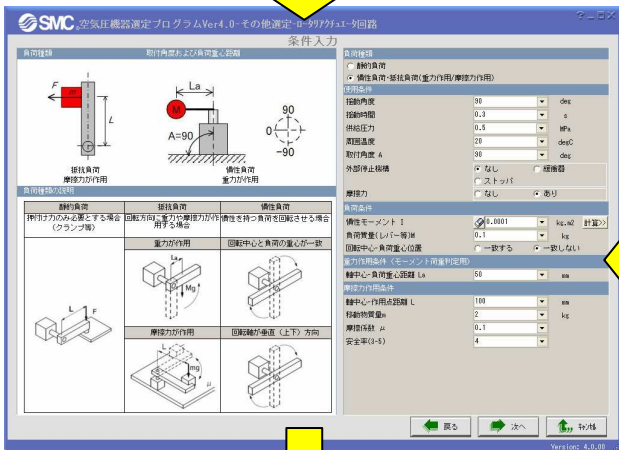 SMC 空気圧機器選定プログラムVer4.0-その他選定-ロータリアクチュエータ回路
条件入力
負荷種類
取付角度および負荷重心距離
F
m
L
抵抗負荷
摩擦力が作用
La
M
A=90
90
0
-90
慣性負荷
重力が作用
負荷種類の説明
静的負荷
抵抗負荷
慣性負荷
押付け力のみ必要とする場合
(クランプ等)
回転方向に重力や摩擦力が作用する場合
慣性を持つ負荷を回転させる場合
重力が作用
回転中心と負荷の重心が一致
La
Mg
L
F
摩擦力が作用
回転軸が垂直(上下)方向
L
mg
μ
負荷種類
静的負荷
慣性負荷・抵抗負荷(重力作用/摩擦力作用)
使用条件
揺動角度 90 deg
揺動時間 0.3 s
供給圧力 0.5 MPa
周囲温度 20 degC
取付角度 A 90 deg
外部停止機構 なし 緩衝器
ストッパ
摩擦力 なし あり
負荷条件
慣性モーメント I 0.0001 kg.m2 計算>>
負荷質量(レバー等)M 0.1 kg
回転中心-負荷重心位置 一致する 一致しない
重力作用条件(モーメント荷重判定用)
軸中心-負荷重心距離 La 50 mm
摩擦力作用条件
軸中心-作用点距離 L 100 mm
移動物質量m 2 kg
摩擦係数 μ 0.1
安全率(3-5) 4
戻る
次へ
キャンセル
Version: 4.0.00